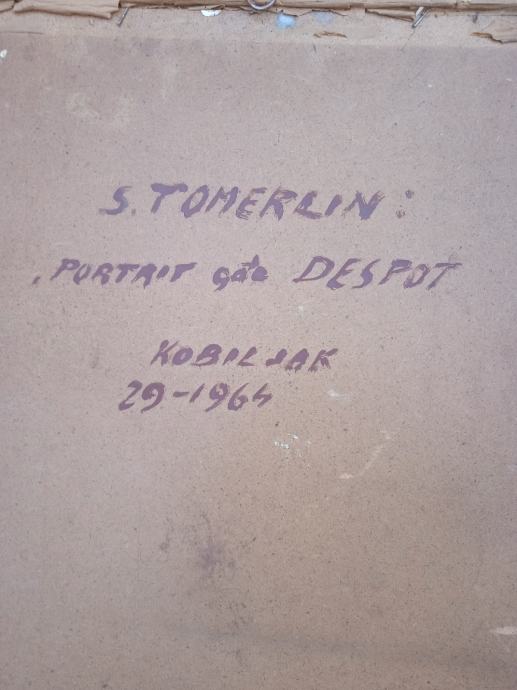 S. TOMERLIN:
"PORTRAIT gđe DESPOT
KOBILJAK
29-1964